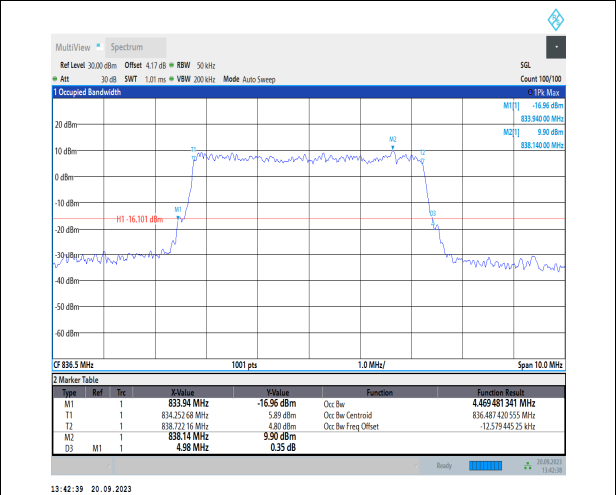 MultiView Spectrum
Ref Level 30.00 dBm Offset 4.17 dB RBW 50 kHz SGL
Att 30 dB SWT 1.01 ms VBW 200 kHz Mode Auto Sweep Count 100/100
1 Occupied Bandwidth 1Pk Max
M1[1] -16.96 dBm
833.940 00 MHz
M2[1] 9.90 dBm
838.140 00 MHz
20 dBm
M2
T1 T2
10 dBm
0 dBm
-10 dBm
M1
D3
H1 -16.101 dBm
-20 dBm
-30 dBm
-40 dBm
-50 dBm
-60 dBm
CF 836.5 MHz 1001 pts 1.0 MHz/ Span 10.0 MHz
2 Marker Table
Type Ref Trc X-Value Y-Value Function Function Result
M1 1 833.94 MHz -16.96 dBm Occ Bw 4.469 481 341 MHz
T1 1 834.252 68 MHz 5.89 dBm Occ Bw Centroid 836.487 420 555 MHz
T2 1 838.722 16 MHz 4.80 dBm Occ Bw Freq Offset -12.579 445 25 kHz
M2 1 838.14 MHz 9.90 dBm
D3 M1 1 4.98 MHz 0.35 dB
Ready 20.09.2023
13:42:38
13:42:39 20.09.2023